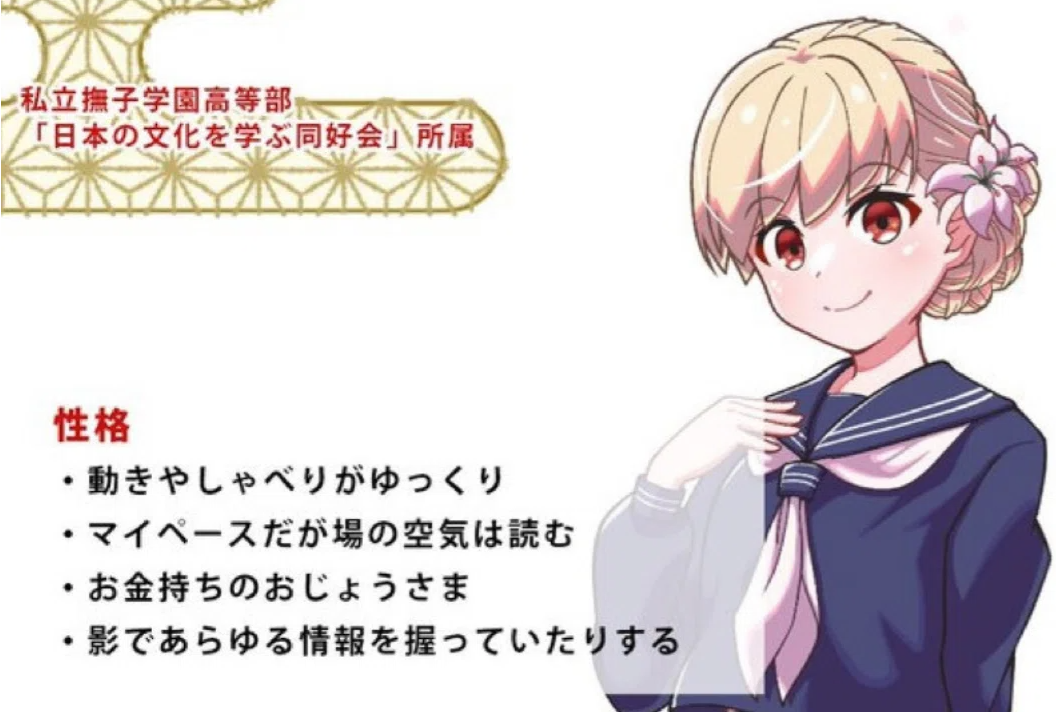 私立撫子学園高等部
「日本の文化を学ぶ同好会」所属
性格
・動きやしゃべりがゆっくり
・マイペースだが場の空気は読む
・お金持ちのおじょうさま
・影であらゆる情報を握っていたりする